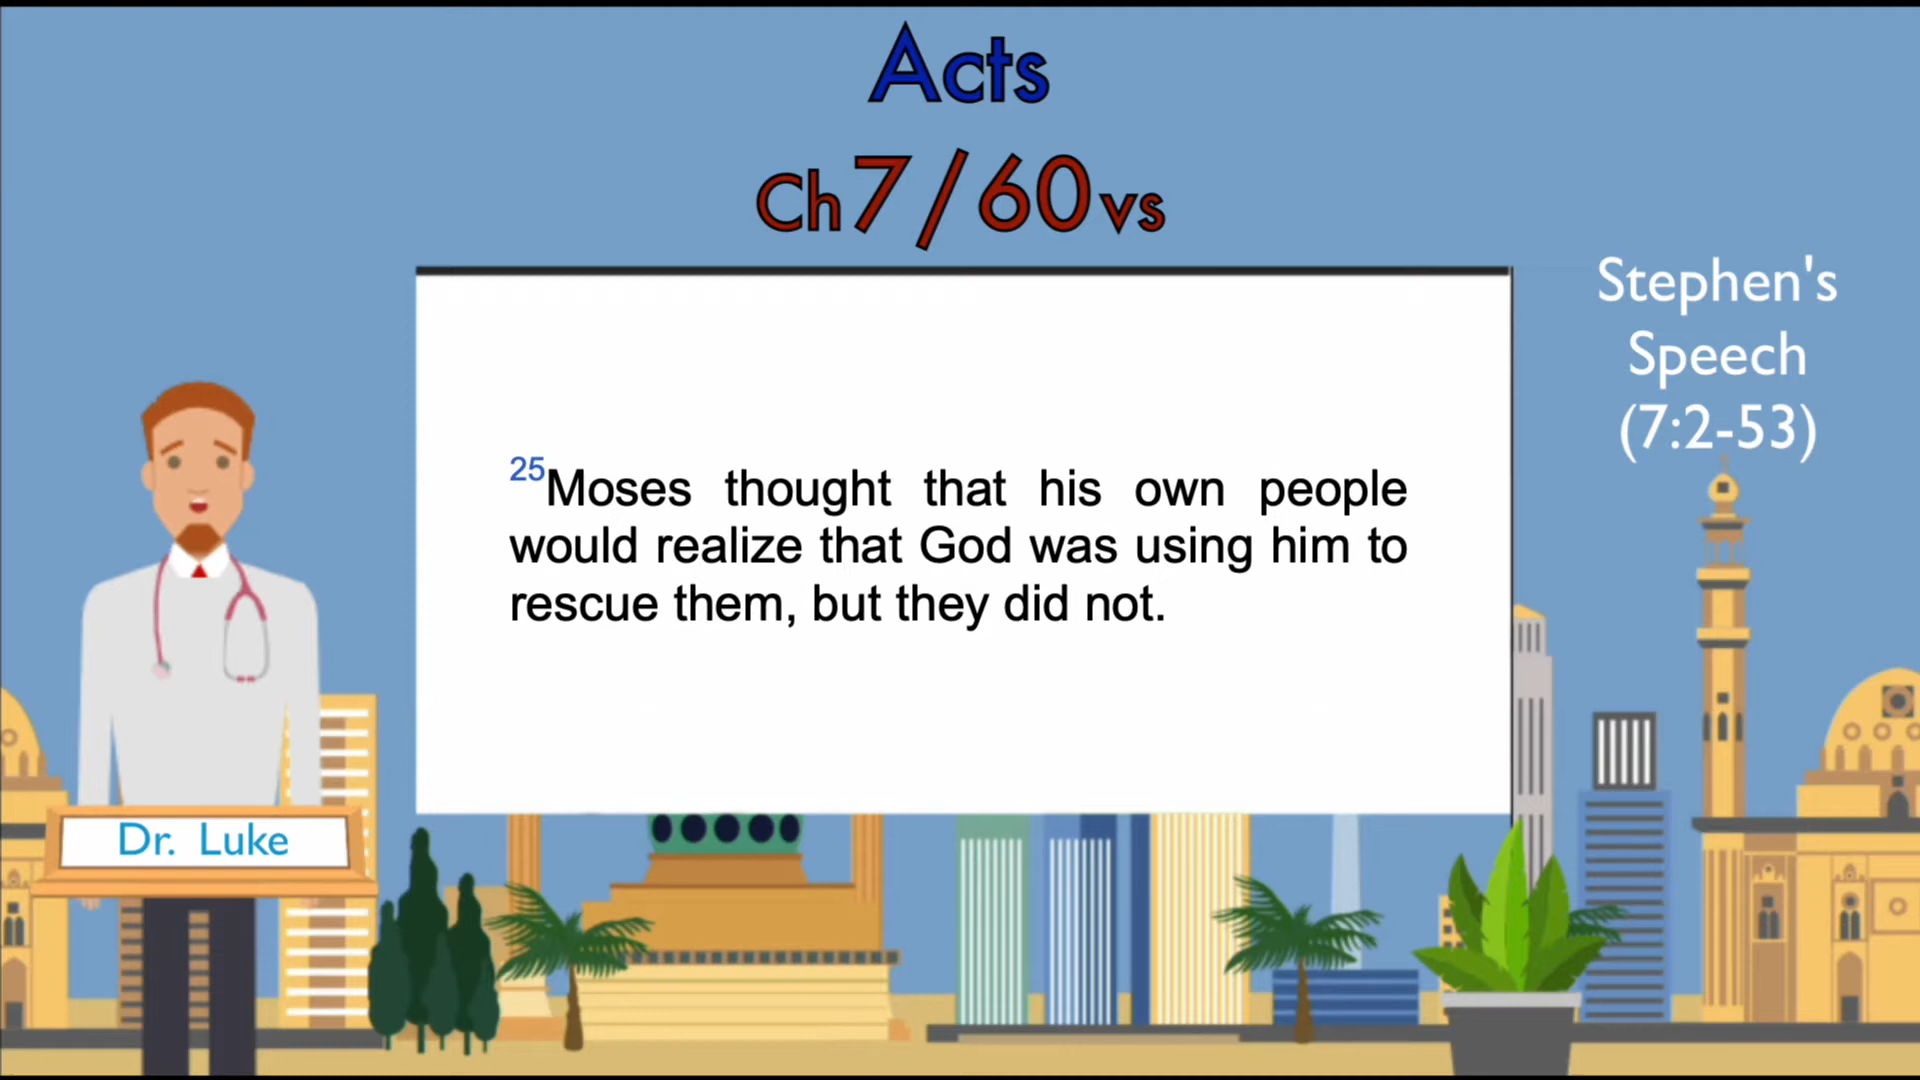 Acts
Ch7/60vs
Stephen's
Speech
(7:2-53)
25Moses thought that his own people
would realize that God was using him to
rescue them, but they did not.
Dr. Luke